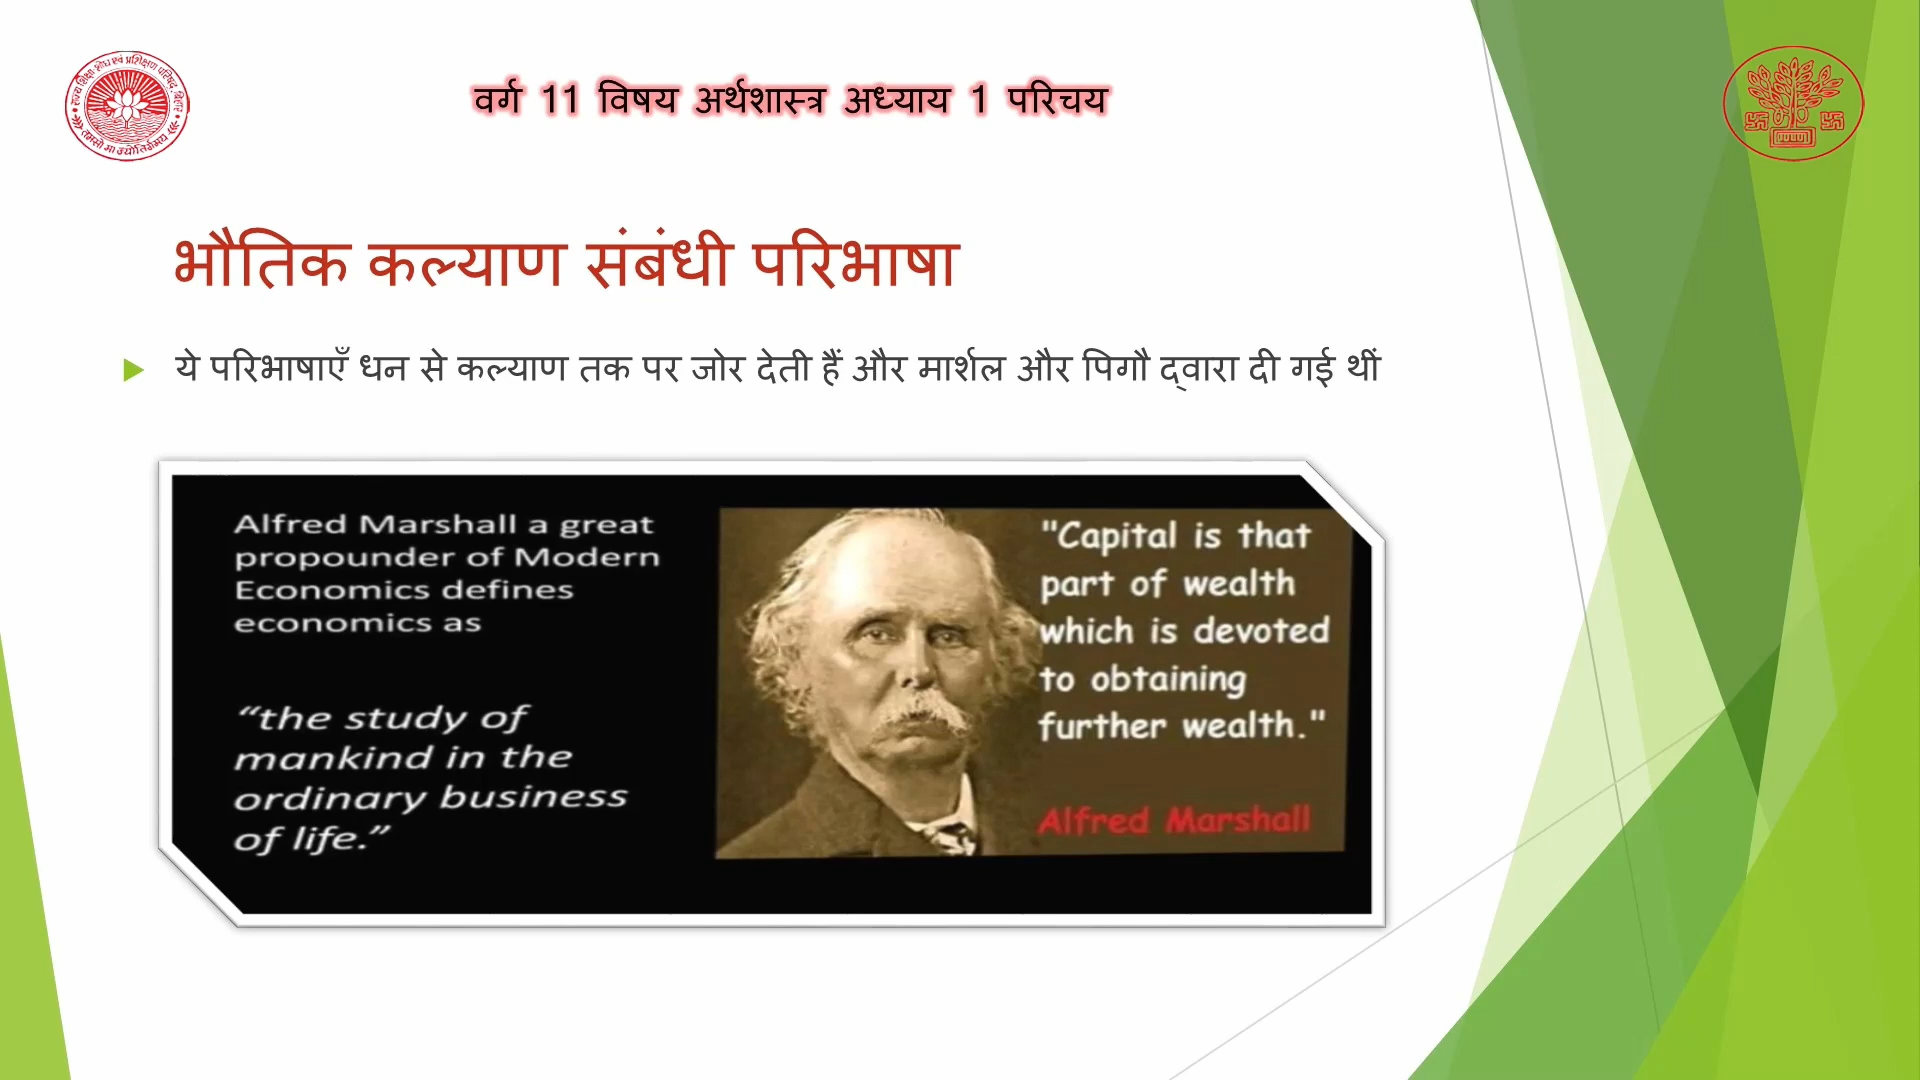 वर्ग 11 विषय अर्थशास्त्र अध्याय 1 परिचय
भौतिक कल्याण संबंधी परिभाषा
ये परिभाषाएँ धन से कल्याण तक पर जोर देती हैं और मार्शल और पिगौ द्वारा दी गई थीं
Alfred Marshall a great
propounder of Modern
Economics defines
economics as
“the study of
mankind in the
ordinary business
of life.”
"Capital is that
part of wealth
which is devoted
to obtaining
further wealth."
Alfred Marshall